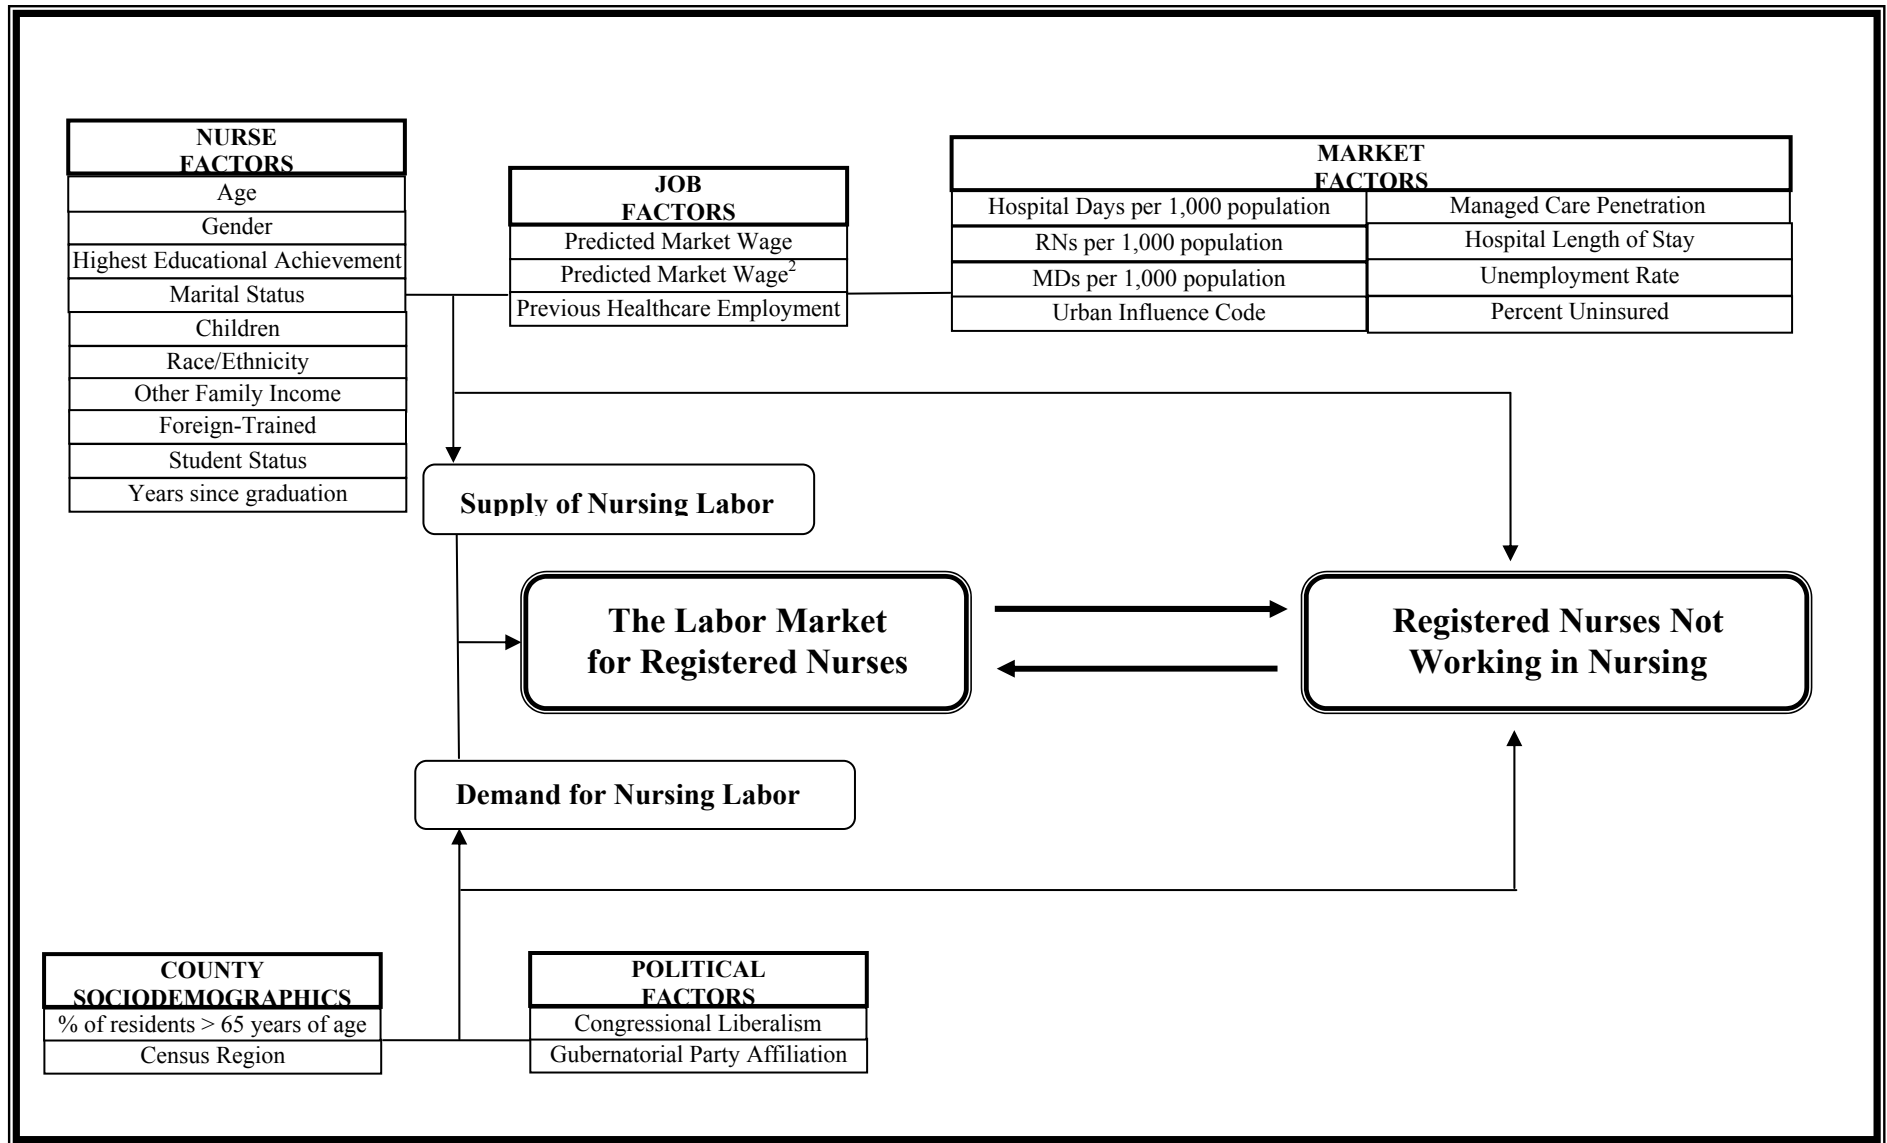 NURSE
FACTORS
Age
Gender
Highest Educational Achievement
Marital Status
Children
Race/Ethnicity
Other Family Income
Foreign-Trained
Student Status
Years since graduation
JOB
FACTORS
Predicted Market Wage
Predicted Market Wage²
Previous Healthcare Employment
MARKET
FACTORS
Hospital Days per 1,000 population
Managed Care Penetration
RNs per 1,000 population
Hospital Length of Stay
MDs per 1,000 population
Unemployment Rate
Urban Influence Code
Percent Uninsured
Supply of Nursing Labor
The Labor Market
for Registered Nurses
Registered Nurses Not
Working in Nursing
Demand for Nursing Labor
COUNTY
SOCIODEMOGRAPHICS
% of residents > 65 years of age
Census Region
POLITICAL
FACTORS
Congressional Liberalism
Gubernatorial Party Affiliation